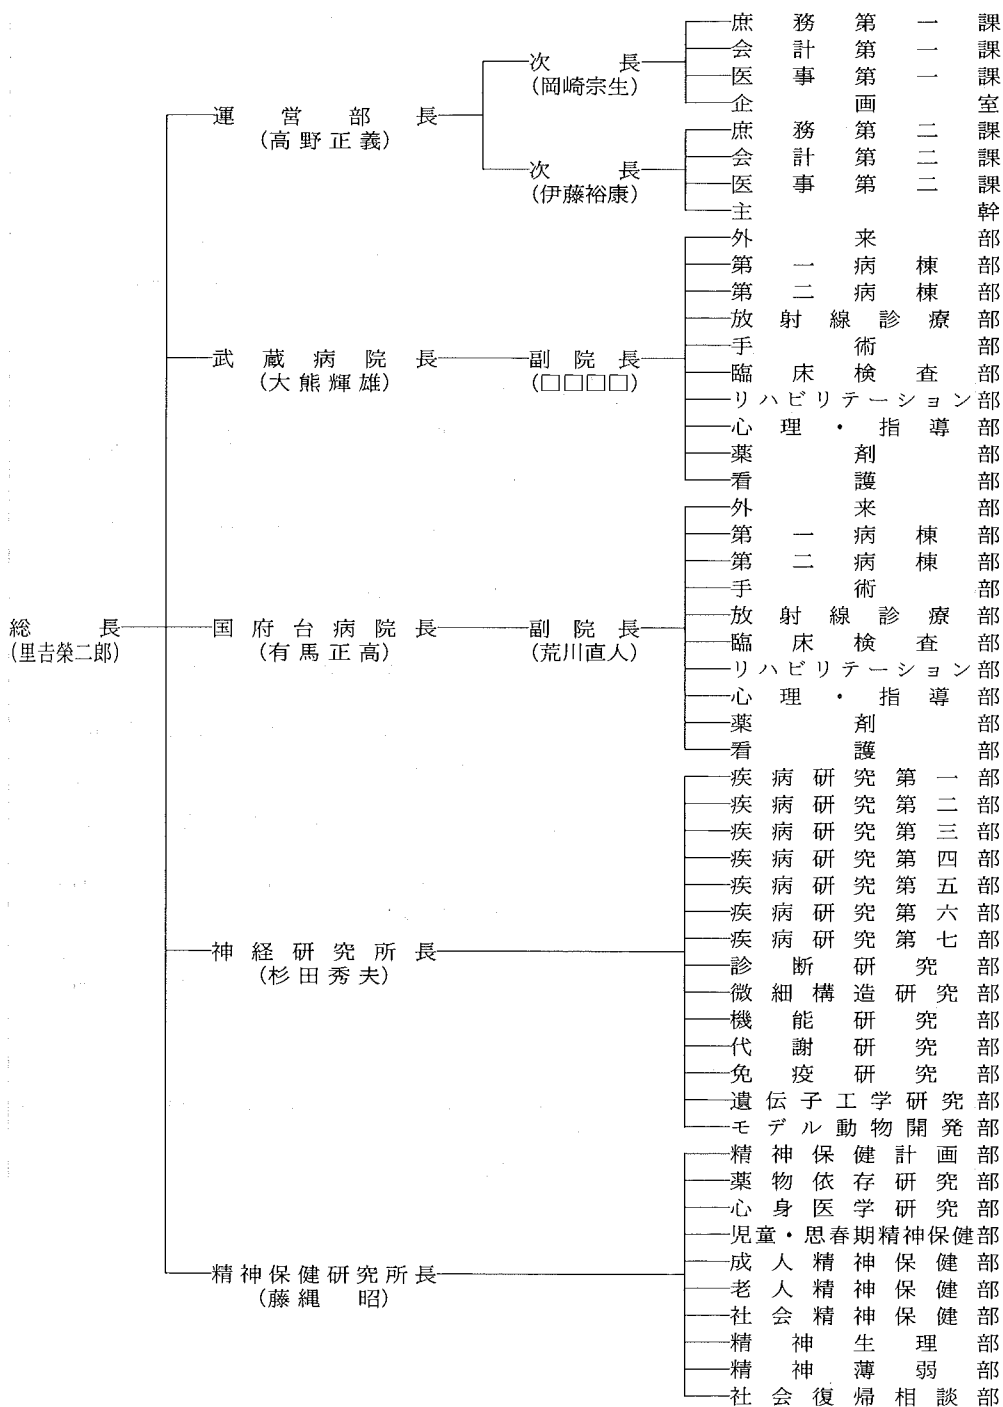 総長
(里吉榮二郎)
運営部長
(高野正義)
次長
(岡崎宗生)
庶務第一課
会計第一課
医事第一課
企画室
次長
(伊藤裕康)
庶務第二課
会計第二課
医事第二課
主幹
武蔵病院長
(大熊輝雄)
副院長
(□□□□)
外来部
第一病棟部
第二病棟部
放射線診療部
手術部
臨床検査部
リハビリテーション部
心理・指導部
薬剤部
看護部
国府台病院長
(有馬正高)
副院長
(荒川直人)
外来部
第一病棟部
第二病棟部
手術部
放射線診療部
臨床検査部
リハビリテーション部
心理・指導部
薬剤部
看護部
神経研究所長
(杉田秀夫)
疾病研究第一部
疾病研究第二部
疾病研究第三部
疾病研究第四部
疾病研究第五部
疾病研究第六部
疾病研究第七部
診断研究部
微細構造研究部
機能研究部
代謝研究部
免疫研究部
遺伝子工学研究部
モデル動物開発部
精神保健研究所長
(藤縄昭)
精神保健計画部
薬物依存研究部
心身医学研究部
児童・思春期精神保健部
成人精神保健部
老人精神保健部
社会精神保健部
精神生理部
精神薄弱部
社会復帰相談部